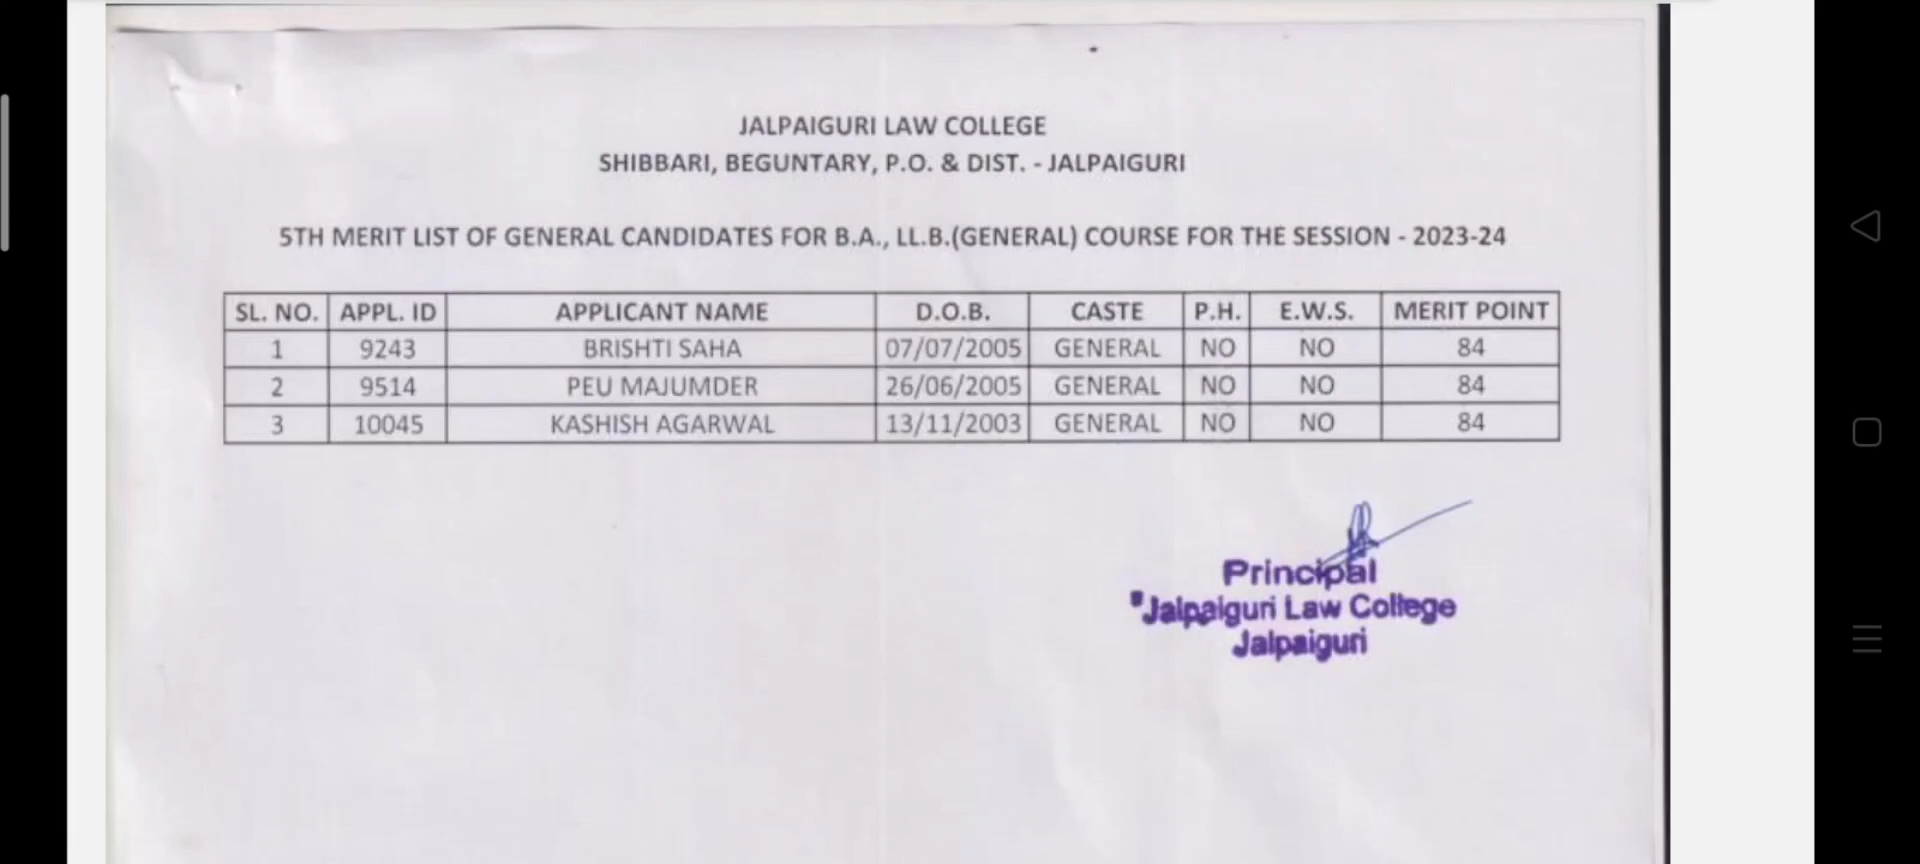 JALPAIGURI LAW COLLEGE
SHIBBARI, BEGUNTARY, P.O. & DIST. - JALPAIGURI
5TH MERIT LIST OF GENERAL CANDIDATES FOR B.A., LL.B.(GENERAL) COURSE FOR THE SESSION - 2023-24
SL. NO. APPL. ID APPLICANT NAME D.O.B. CASTE P.H. E.W.S. MERIT POINT
1 9243 BRISHTI SAHA 07/07/2005 GENERAL NO NO 84
2 9514 PEU MAJUMDER 26/06/2005 GENERAL NO NO 84
3 10045 KASHISH AGARWAL 13/11/2003 GENERAL NO NO 84
Principal
Jalpaiguri Law College
Jalpaiguri